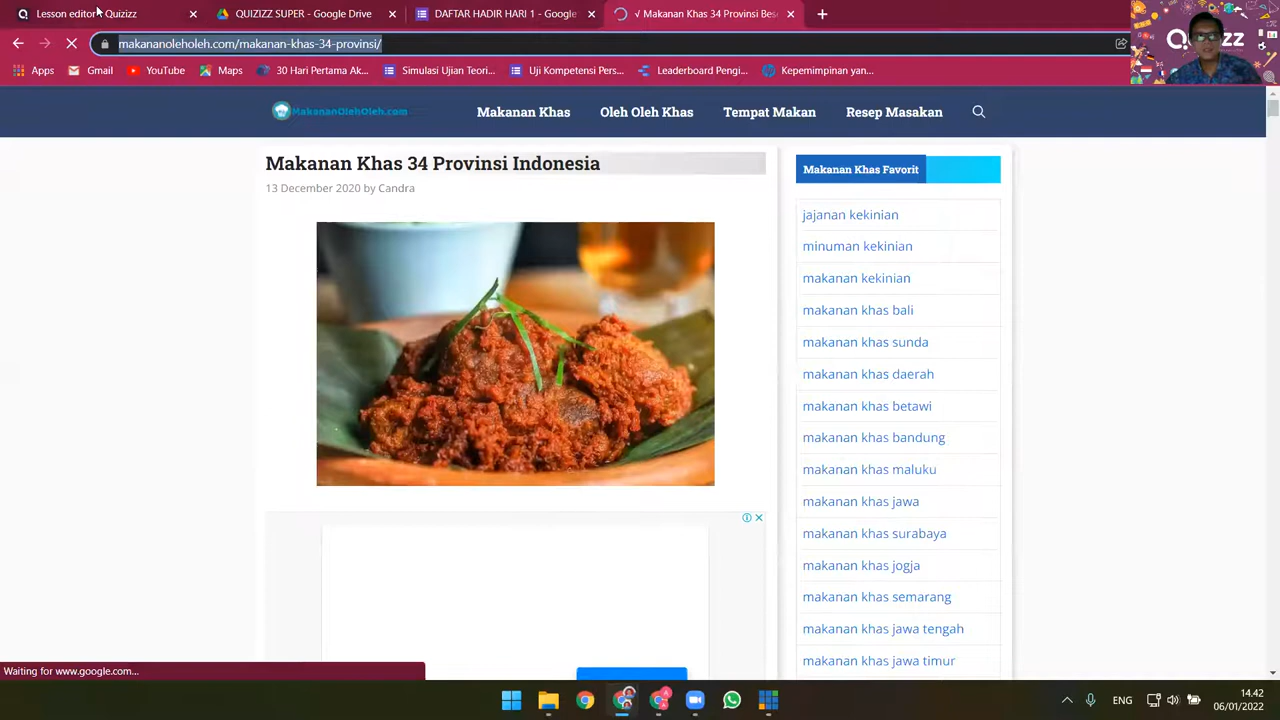 Lesson editor - Quizizz
QUIZIZZ SUPER - Google Drive
DAFTAR HADIR HARI 1 - Google
√ Makanan Khas 34 Provinsi Bes
makananoleholeh.com/makanan-khas-34-provinsi/
Apps
Gmail
YouTube
Maps
30 Hari Pertama Ak...
Simulasi Ujian Teori...
Uji Kompetensi Pers...
Leaderboard Pengi...
Kepemimpinan yan...
MakananOlehOleh.com
Makanan Khas
Oleh Oleh Khas
Tempat Makan
Resep Masakan
Makanan Khas 34 Provinsi Indonesia
13 December 2020 by Candra
Makanan Khas Favorit
jajanan kekinian
minuman kekinian
makanan kekinian
makanan khas bali
makanan khas sunda
makanan khas daerah
makanan khas betawi
makanan khas bandung
makanan khas maluku
makanan khas jawa
makanan khas surabaya
makanan khas jogja
makanan khas semarang
makanan khas jawa tengah
makanan khas jawa timur
Waiting for www.google.com...
ENG
14.42
06/01/2022